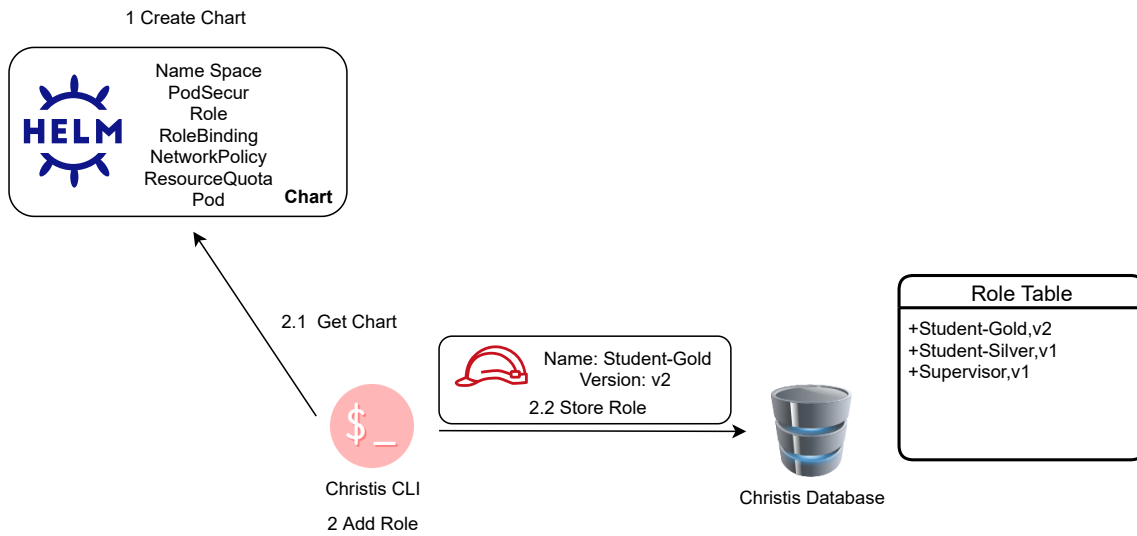 1 Create Chart
HELM
Name Space
PodSecur
Role
RoleBinding
NetworkPolicy
ResourceQuota
Pod
Chart
2.1  Get Chart
Name: Student-Gold
Version: v2
2.2 Store Role
$_
Christis CLI
2 Add Role
Christis Database
Role Table
+Student-Gold,v2
+Student-Silver,v1
+Supervisor,v1